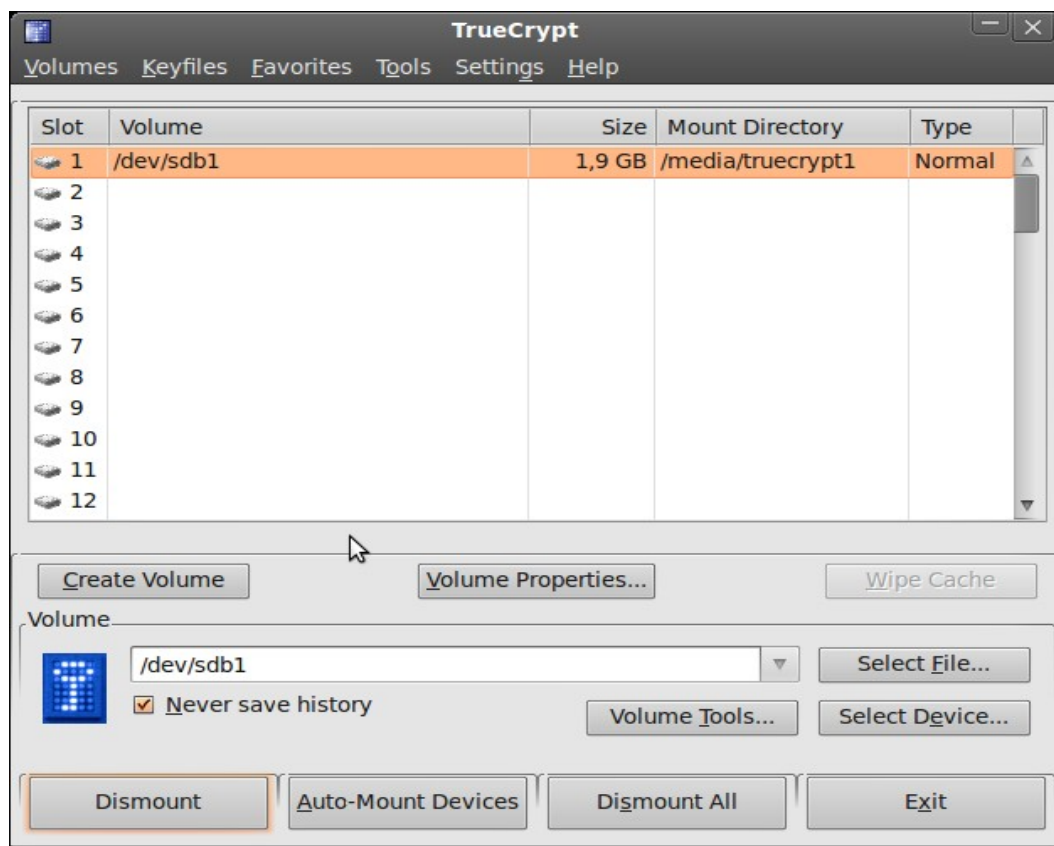 TrueCrypt
Volumes Keyfiles Favorites Tools Settings Help
Slot Volume Size Mount Directory Type
1 /dev/sdb1 1,9 GB /media/truecrypt1 Normal
2
3
4
5
6
7
8
9
10
11
12
Create Volume Volume Properties... Wipe Cache
Volume
/dev/sdb1 Select File...
Never save history Volume Tools... Select Device...
Dismount Auto-Mount Devices Dismount All Exit